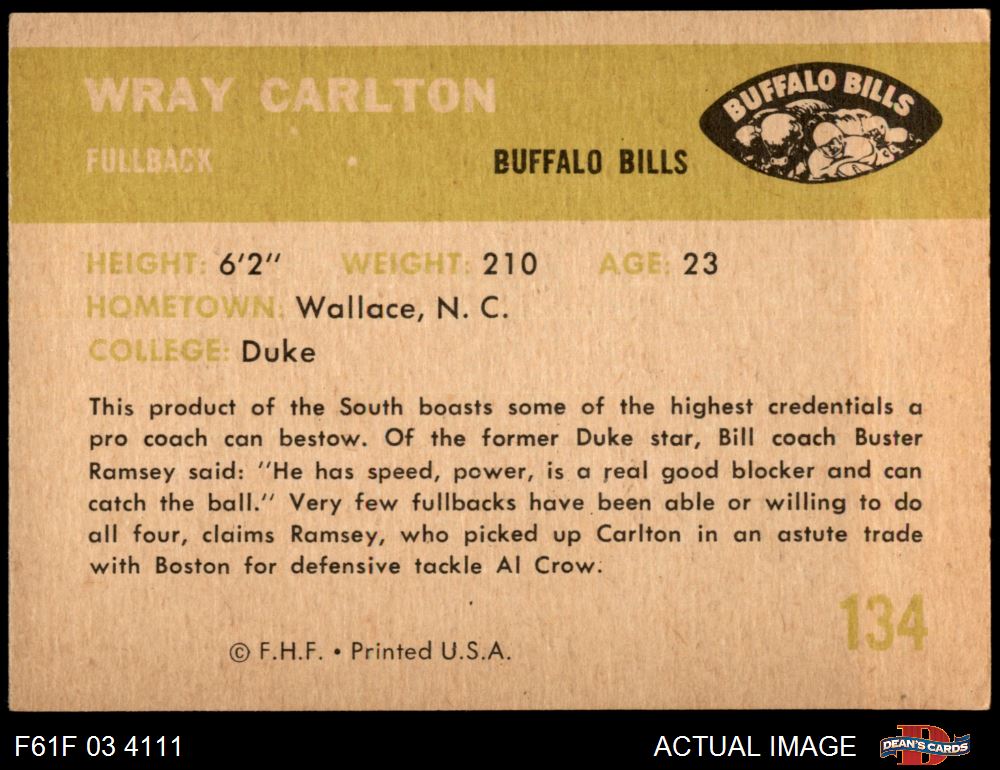 WRAY CARLTON
FULLBACK
BUFFALO BILLS
BUFFALO BILLS
HEIGHT: 6'2" WEIGHT: 210 AGE: 23
HOMETOWN: Wallace, N. C.
COLLEGE: Duke
This product of the South boasts some of the highest credentials a
pro coach can bestow. Of the former Duke star, Bill coach Buster
Ramsey said: "He has speed, power, is a real good blocker and can
catch the ball." Very few fullbacks have been able or willing to do
all four, claims Ramsey, who picked up Carlton in an astute trade
with Boston for defensive tackle Al Crow.
134
© F.H.F. • Printed U.S.A.
F61F 03 4111
ACTUAL IMAGE
D
DEAN'S CARDS